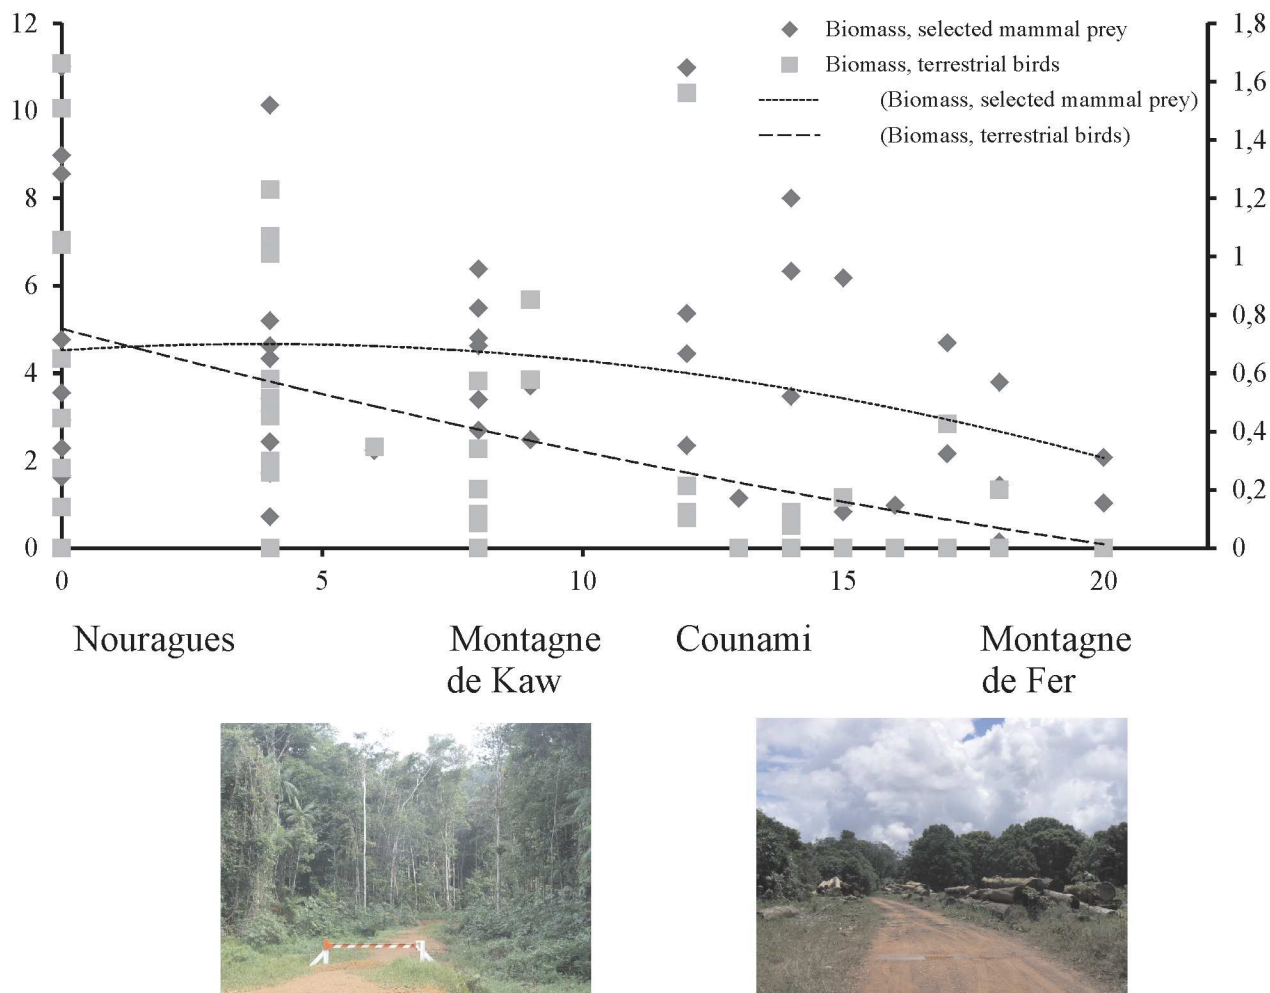 12
10
8
6
4
2
0
Biomass, selected mammal prey
Biomass, terrestrial birds
(Biomass, selected mammal prey)
(Biomass, terrestrial birds)
1,8
1,6
1,4
1,2
1
0,8
0,6
0,4
0,2
0
0 5 10 15 20
Nouragues
Montagne
de Kaw
Counami
Montagne
de Fer